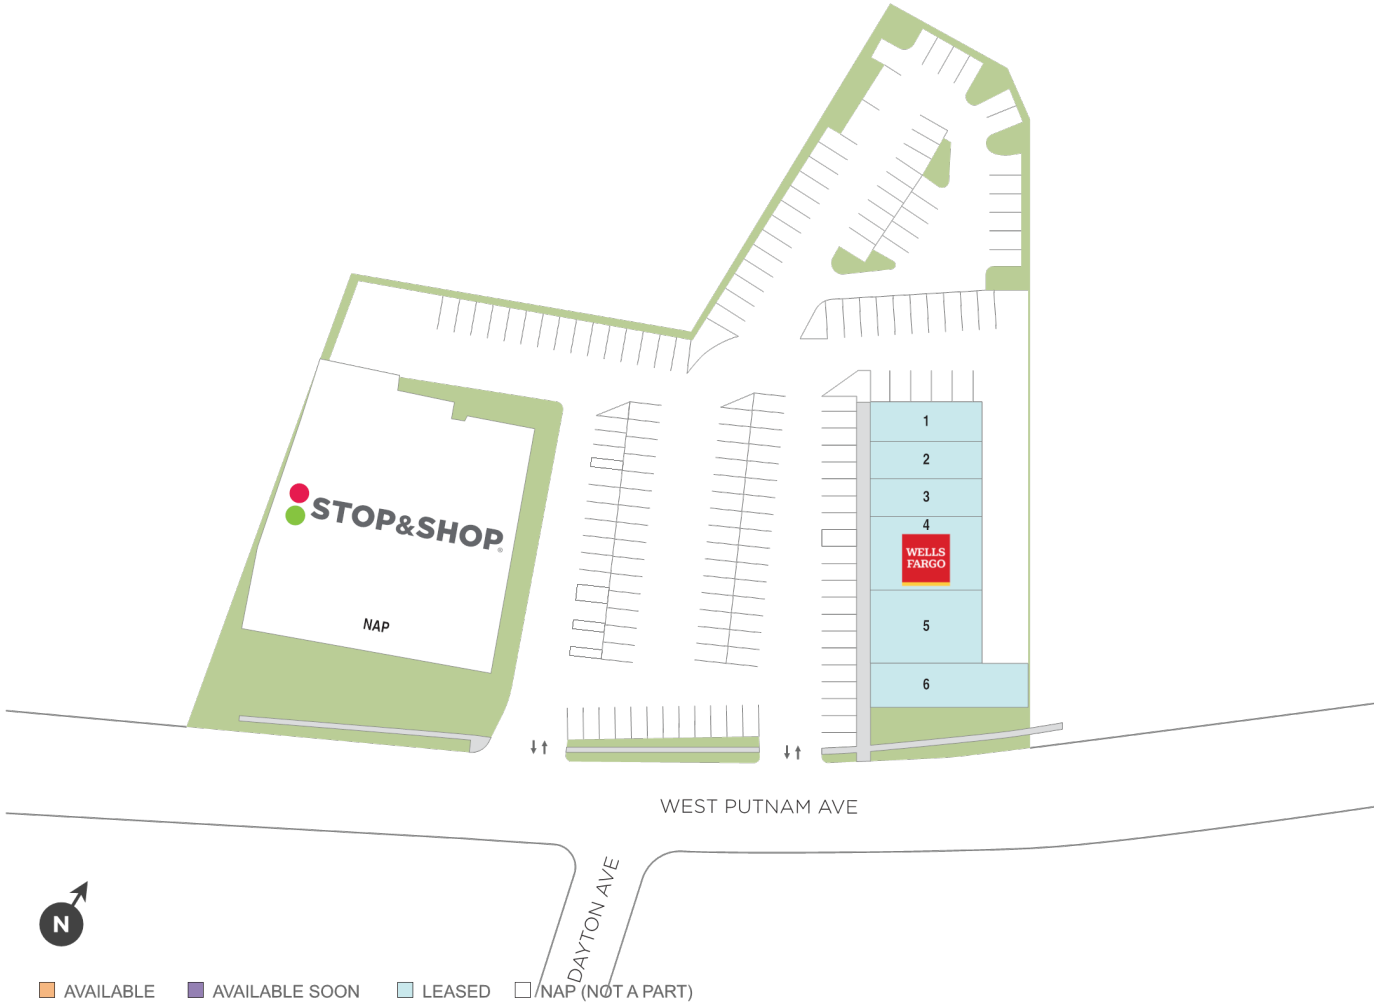 1
2
3
4
WELLS
FARGO
STOP&SHOP®
5
NAP
6
WEST PUTNAM AVE
DAYTON AVE
N
AVAILABLE
AVAILABLE SOON
LEASED
NAP (NOT A PART)